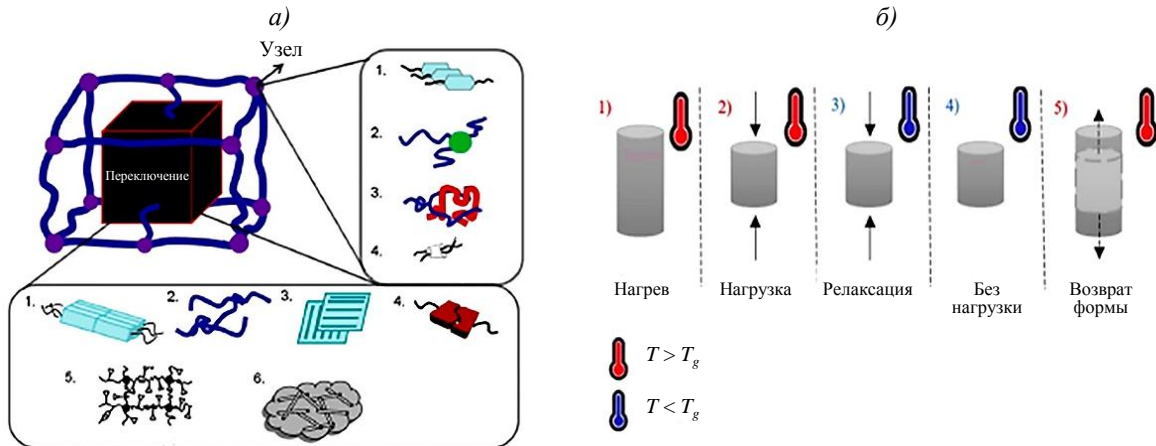 а)
Узел
Переключение
1.
2.
3.
4.
1.
2.
3.
4.
5.
6.
б)
1)
2)
3)
4)
5)
Нагрев
Нагрузка
Релаксация
Без
нагрузки
Возврат
формы
T > Tg
T < Tg